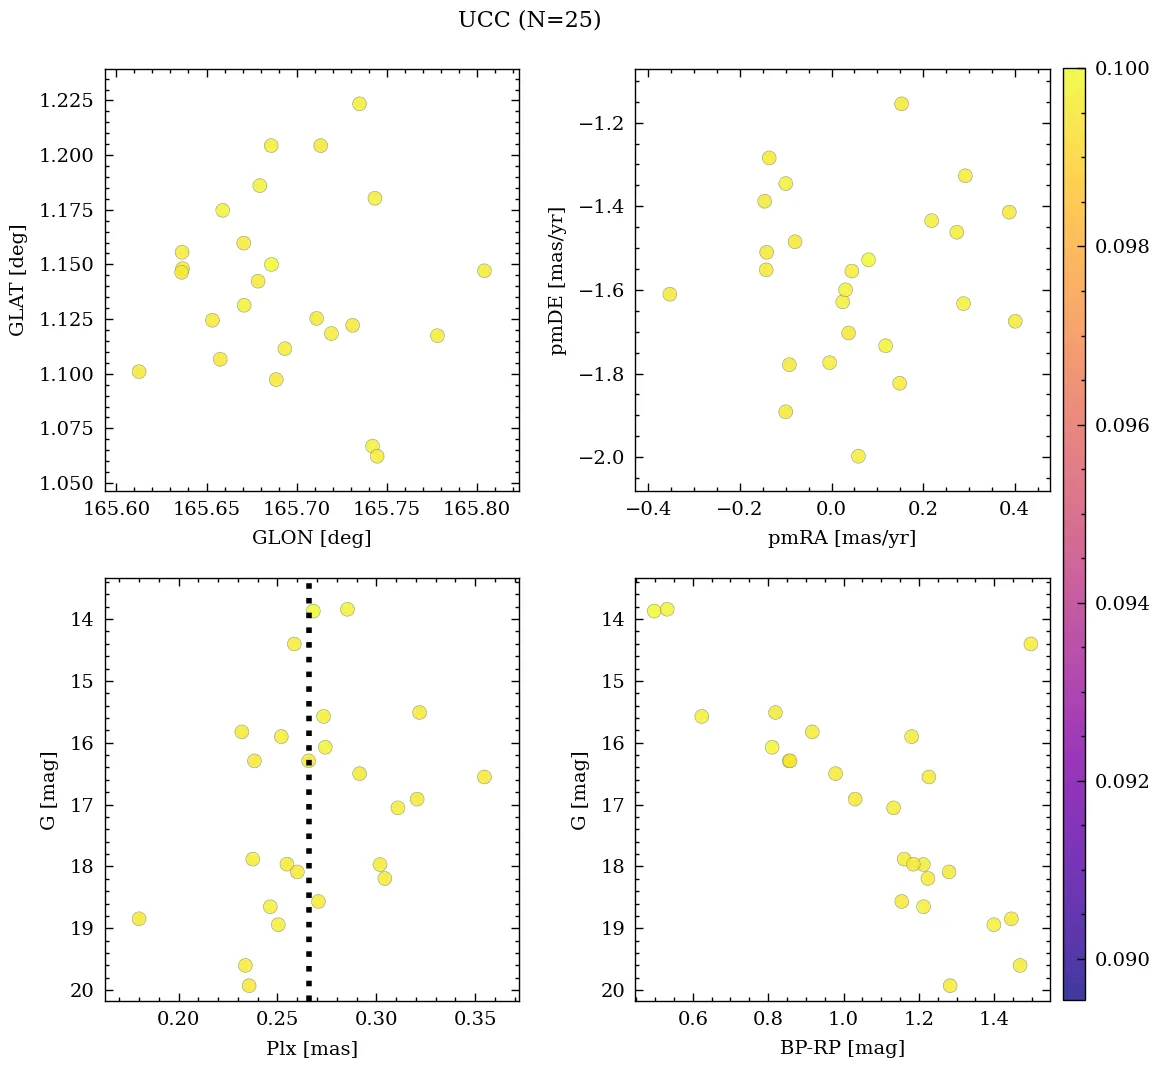 UCC (N=25)
1.225
1.200
1.175
1.150
1.125
1.100
1.075
1.050
GLAT [deg]
165.60 165.65 165.70 165.75 165.80
GLON [deg]
−1.2
−1.4
−1.6
−1.8
−2.0
pmDE [mas/yr]
−0.4 −0.2 0.0 0.2 0.4
pmRA [mas/yr]
14
15
16
17
18
19
20
G [mag]
0.20 0.25 0.30 0.35
Plx [mas]
14
15
16
17
18
19
20
G [mag]
0.6 0.8 1.0 1.2 1.4
BP-RP [mag]
0.100
0.098
0.096
0.094
0.092
0.090